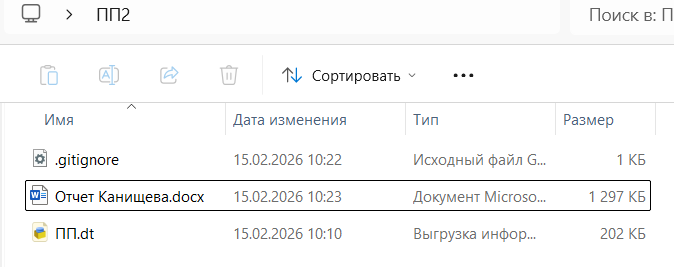 ПП2
Поиск в: П
Сортировать
Имя Дата изменения Тип Размер
.gitignore 15.02.2026 10:22 Исходный файл G... 1 КБ
Отчет Канищева.docx 15.02.2026 10:23 Документ Microso... 1 297 КБ
ПП.dt 15.02.2026 10:10 Выгрузка инфор... 202 КБ